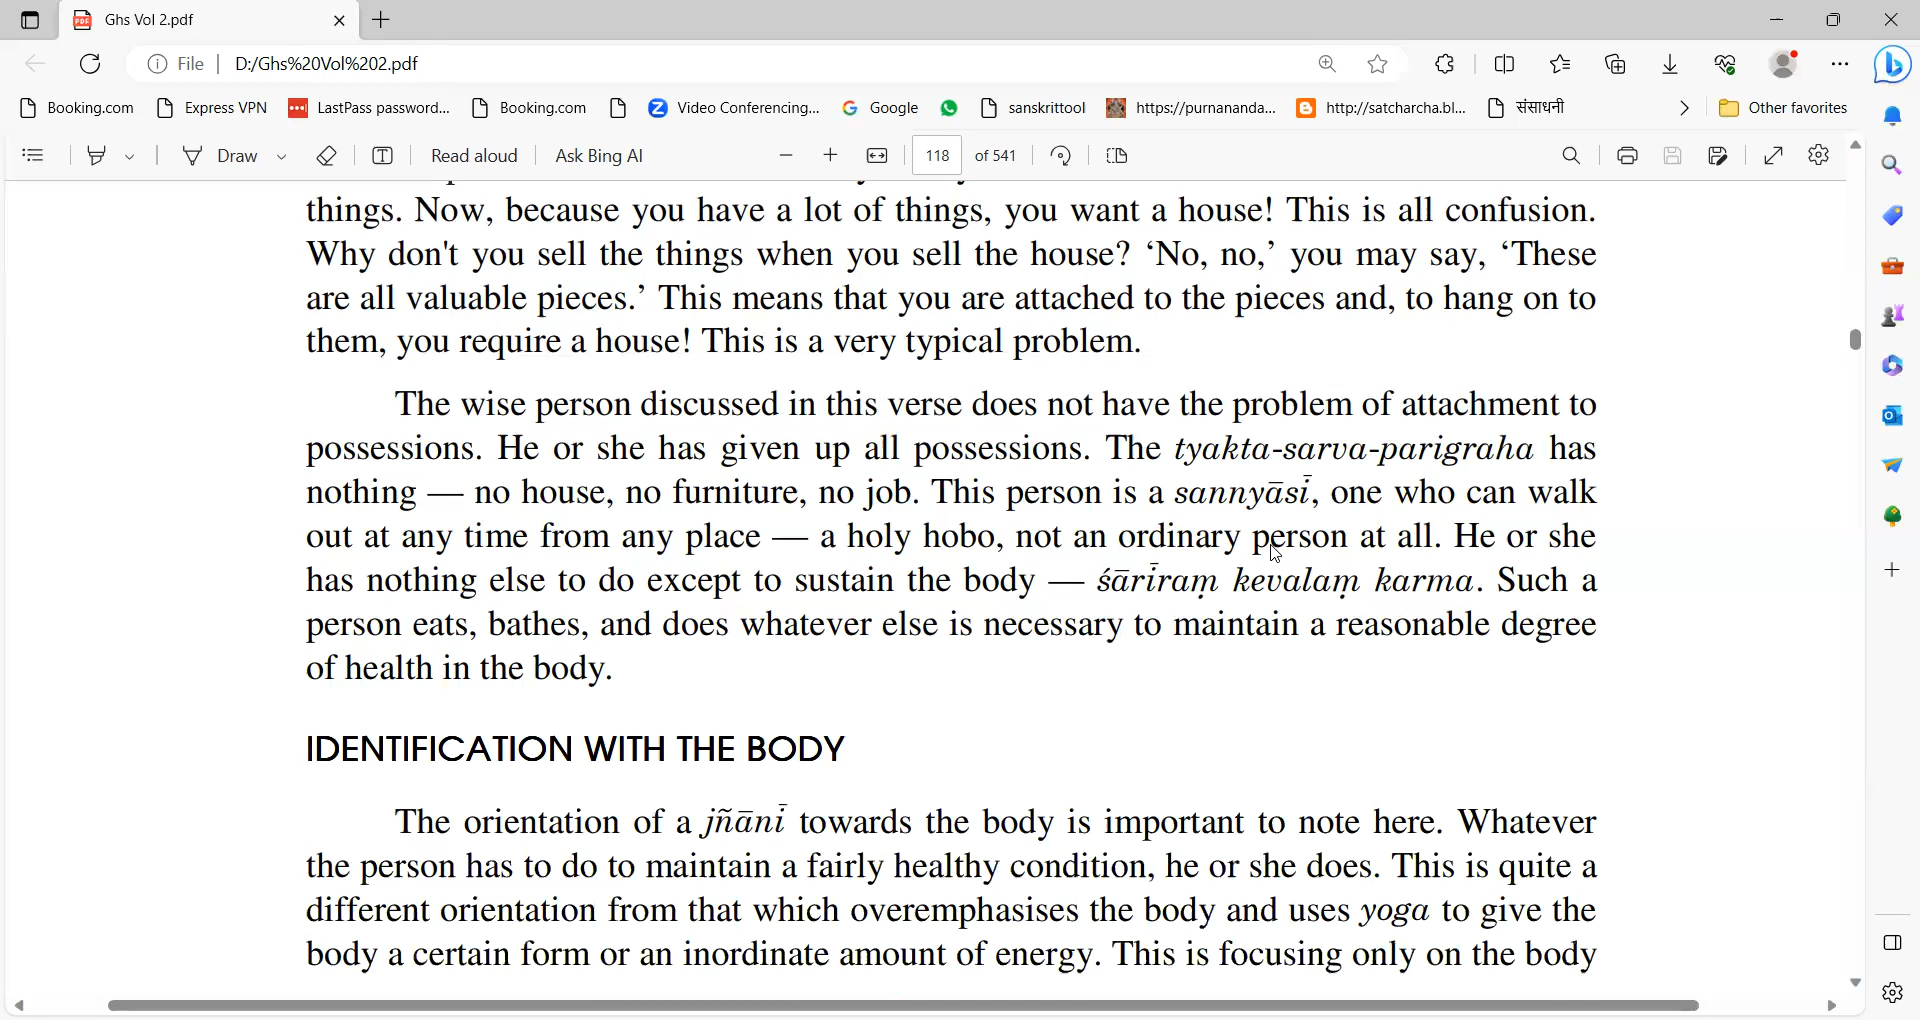 Ghs Vol 2.pdf
File | D:/Ghs%20Vol%202.pdf
Booking.com Express VPN LastPass password... Booking.com Video Conferencing... Google sanskrittool https://purnananda... http://satcharcha.bl... संसाधनी Other favorites
Draw Read aloud Ask Bing AI 118 of 541
things. Now, because you have a lot of things, you want a house! This is all confusion.
Why don't you sell the things when you sell the house? ‘No, no,’ you may say, ‘These
are all valuable pieces.’ This means that you are attached to the pieces and, to hang on to
them, you require a house! This is a very typical problem.
The wise person discussed in this verse does not have the problem of attachment to
possessions. He or she has given up all possessions. The tyakta-sarva-parigraha has
nothing — no house, no furniture, no job. This person is a sannyāsī, one who can walk
out at any time from any place — a holy hobo, not an ordinary person at all. He or she
has nothing else to do except to sustain the body — śārīraṃ kevalaṃ karma. Such a
person eats, bathes, and does whatever else is necessary to maintain a reasonable degree
of health in the body.
IDENTIFICATION WITH THE BODY
The orientation of a jñānī towards the body is important to note here. Whatever
the person has to do to maintain a fairly healthy condition, he or she does. This is quite a
different orientation from that which overemphasises the body and uses yoga to give the
body a certain form or an inordinate amount of energy. This is focusing only on the body